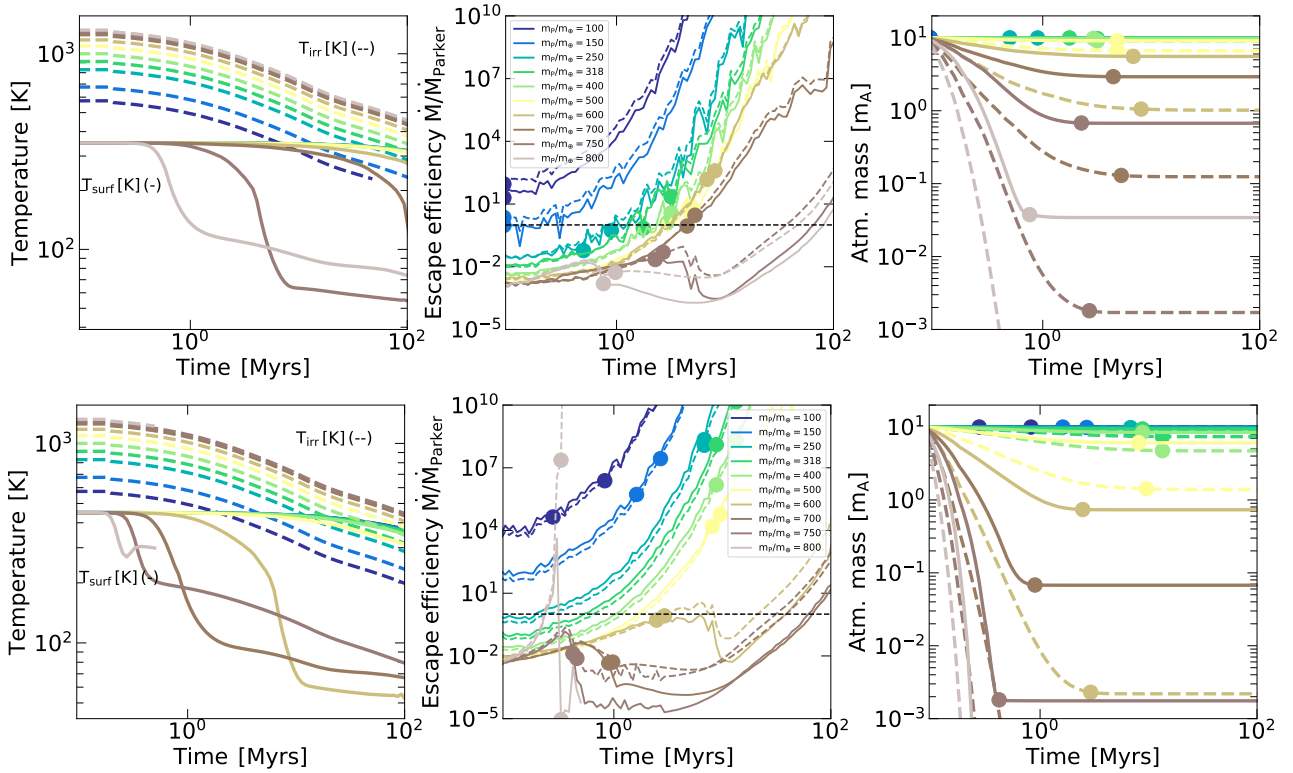 10³
10²
Temperature [K]
T_irr [K] (--)
T_surf [K] (-)
10⁰
10²
Time [Myrs]
10¹⁰
10⁷
10⁴
10¹
10⁻²
10⁻⁵
Escape efficiency Ṁ/Ṁ_Parker
m_P/m_⊕ = 100
m_P/m_⊕ = 150
m_P/m_⊕ = 250
m_P/m_⊕ = 318
m_P/m_⊕ = 400
m_P/m_⊕ = 500
m_P/m_⊕ = 600
m_P/m_⊕ = 700
m_P/m_⊕ = 750
m_P/m_⊕ = 800
10⁰
10²
Time [Myrs]
10¹
10⁰
10⁻¹
10⁻²
10⁻³
Atm. mass [m_A]
10⁰
10²
Time [Myrs]
10³
10²
Temperature [K]
T_irr [K] (--)
T_surf [K] (-)
10⁰
10²
Time [Myrs]
10¹⁰
10⁷
10⁴
10¹
10⁻²
10⁻⁵
Escape efficiency Ṁ/Ṁ_Parker
m_P/m_⊕ = 100
m_P/m_⊕ = 150
m_P/m_⊕ = 250
m_P/m_⊕ = 318
m_P/m_⊕ = 400
m_P/m_⊕ = 500
m_P/m_⊕ = 600
m_P/m_⊕ = 700
m_P/m_⊕ = 750
m_P/m_⊕ = 800
10⁰
10²
Time [Myrs]
10¹
10⁰
10⁻¹
10⁻²
10⁻³
Atm. mass [m_A]
10⁰
10²
Time [Myrs]